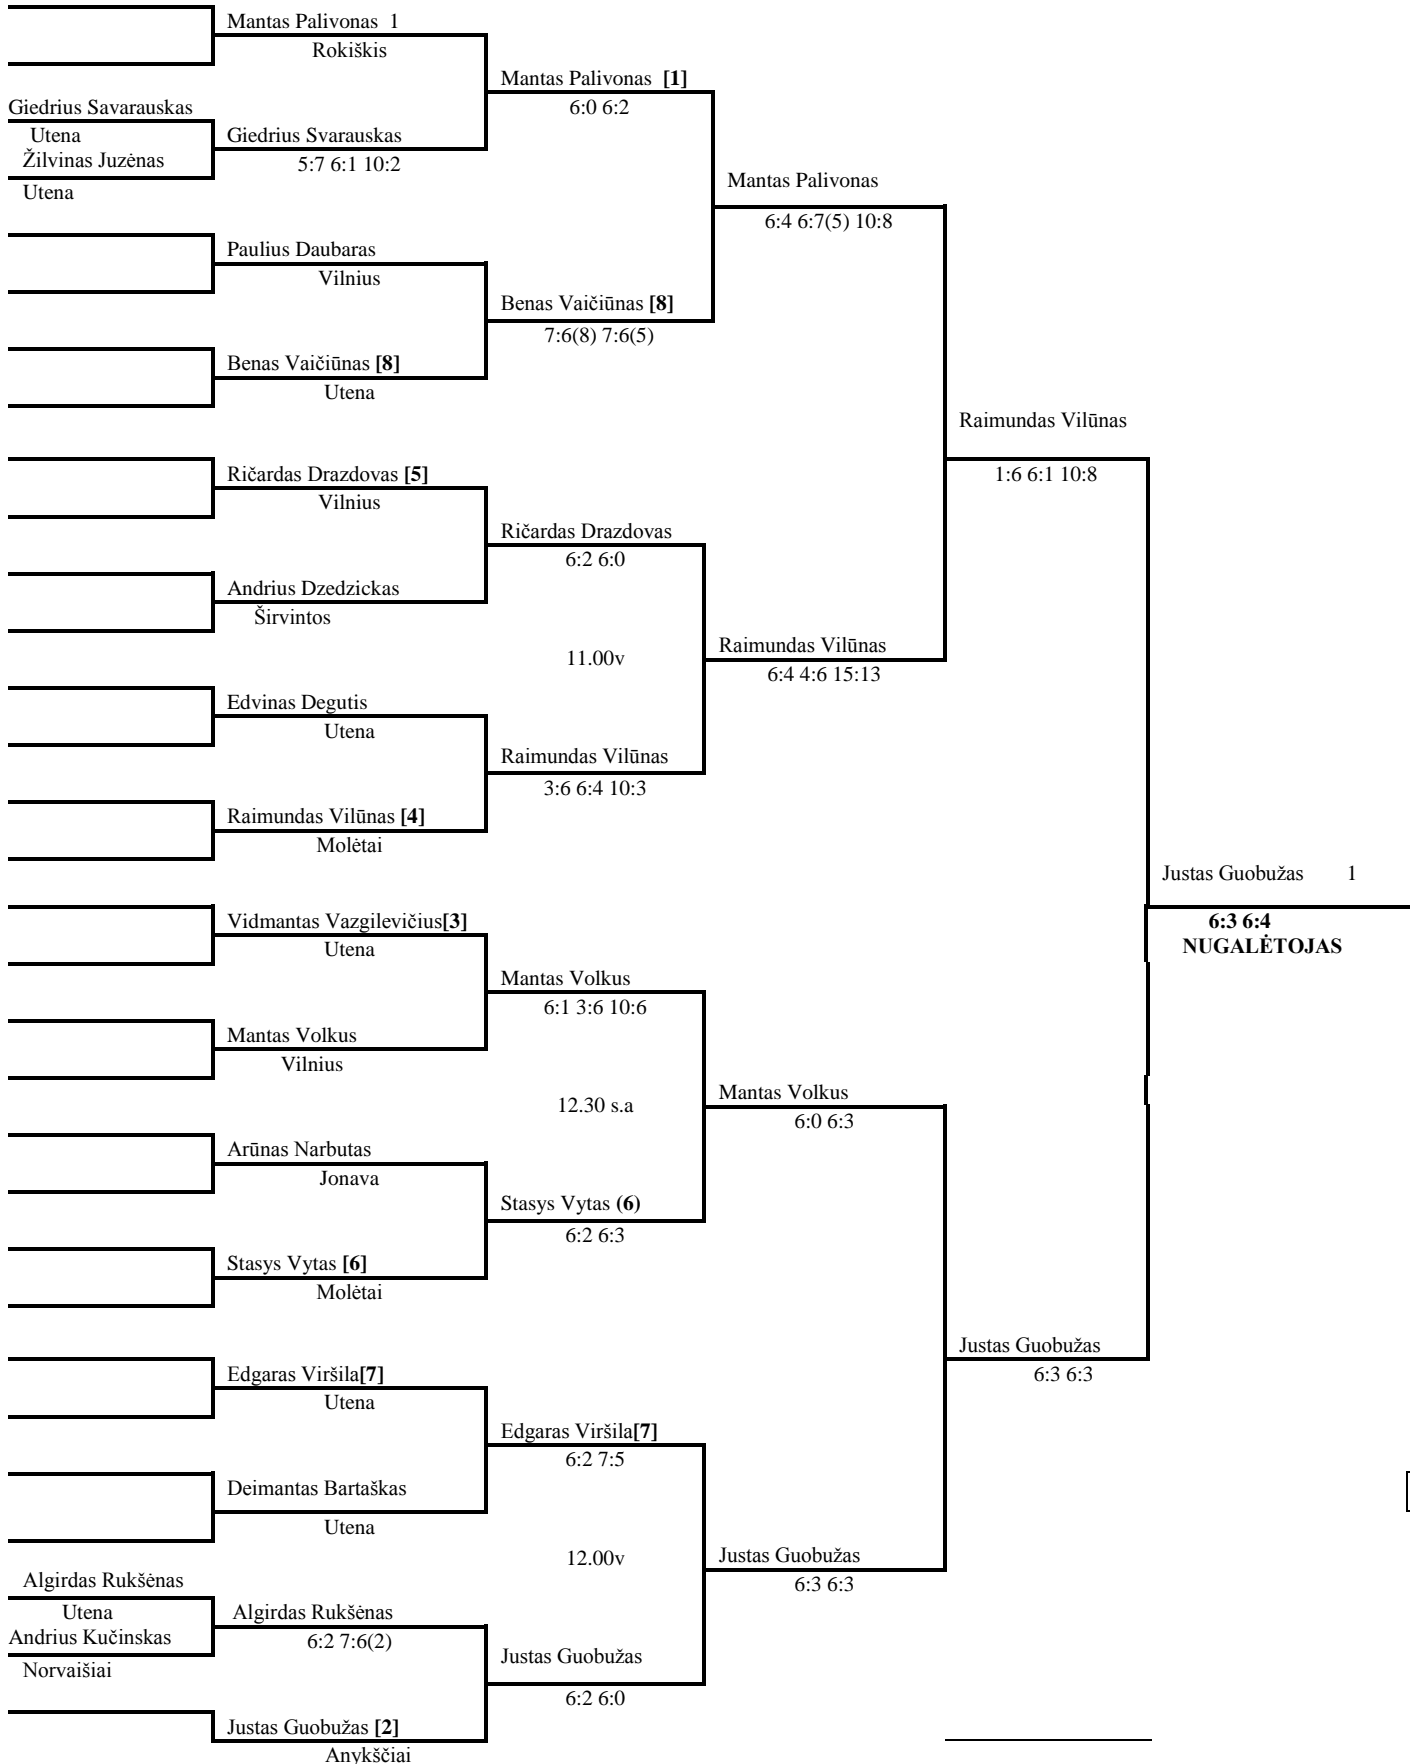 Mantas Palivonas 1
Rokiškis
Mantas Palivonas [1]
6:0 6:2
Giedrius Savarauskas
Utena
Giedrius Svarauskas
Žilvinas Juzėnas
5:7 6:1 10:2
Utena
Mantas Palivonas
6:4 6:7(5) 10:8
Paulius Daubaras
Vilnius
Benas Vaičiūnas [8]
7:6(8) 7:6(5)
Benas Vaičiūnas [8]
Utena
Raimundas Vilūnas
1:6 6:1 10:8
Ričardas Drazdovas [5]
Vilnius
Ričardas Drazdovas
6:2 6:0
Andrius Dzedzickas
Širvintos
11.00v
Raimundas Vilūnas
6:4 4:6 15:13
Edvinas Degutis
Utena
Raimundas Vilūnas
3:6 6:4 10:3
Raimundas Vilūnas [4]
Molėtai
Justas Guobužas 1
6:3 6:4
NUGALĖTOJAS
Vidmantas Vazgilevičius[3]
Utena
Mantas Volkus
6:1 3:6 10:6
Mantas Volkus
Vilnius
12.30 s.a
Mantas Volkus
6:0 6:3
Arūnas Narbutas
Jonava
Stasys Vytas (6)
6:2 6:3
Stasys Vytas [6]
Molėtai
Justas Guobužas
6:3 6:3
Edgaras Viršila[7]
Utena
Edgaras Viršila[7]
6:2 7:5
Deimantas Bartaškas
Utena
12.00v
Justas Guobužas
6:3 6:3
Algirdas Rukšėnas
Utena
Algirdas Rukšėnas
Andrius Kučinskas
6:2 7:6(2)
Norvaišiai
Justas Guobužas
6:2 6:0
Justas Guobužas [2]
Anykščiai